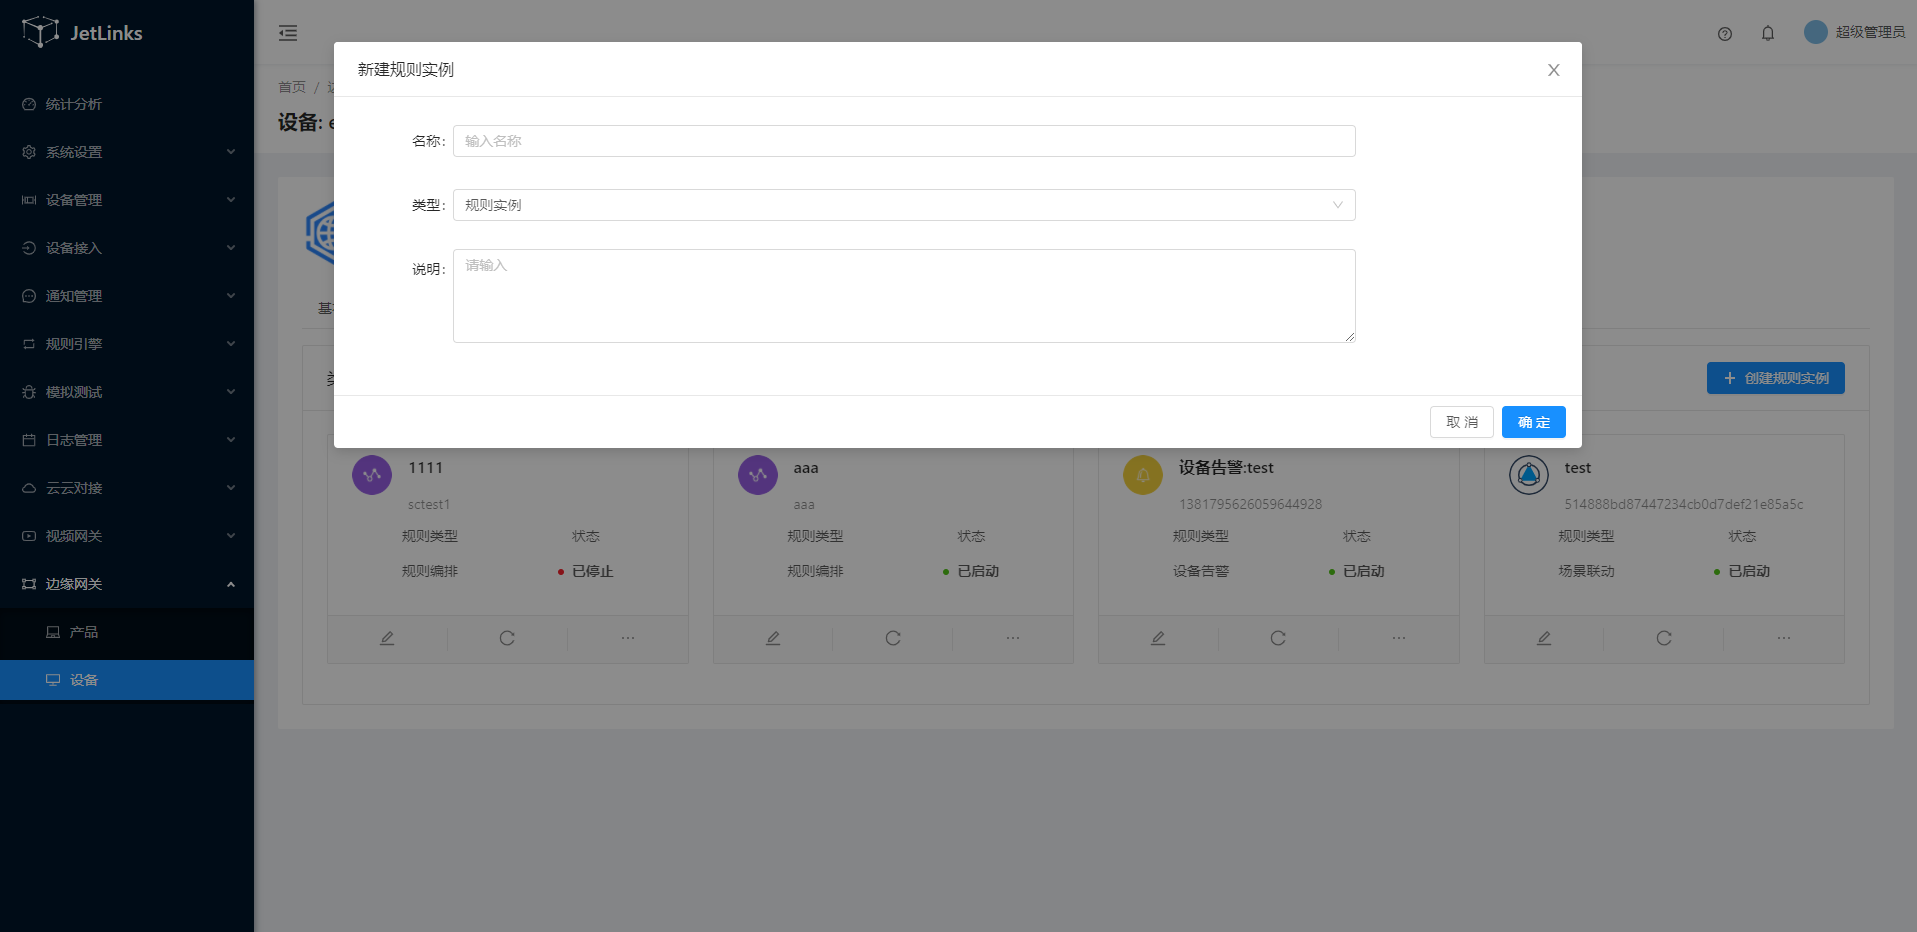 JetLinks
统计分析
系统设置
设备管理
设备接入
通知管理
规则引擎
模拟测试
日志管理
云云对接
视频网关
边缘网关
产品
设备
超级管理员
首页 /
设备:
新建规则实例
名称:
输入名称
类型:
规则实例
说明:
请输入
取 消
确 定
创建规则实例
1111
sctest1
规则类型 状态
规则编排 已停止
aaa
aaa
规则类型 状态
规则编排 已启动
设备告警:test
1381795626059644928
规则类型 状态
设备告警 已启动
test
514888bd87447234cb0d7def21e85a5c
规则类型 状态
场景联动 已启动